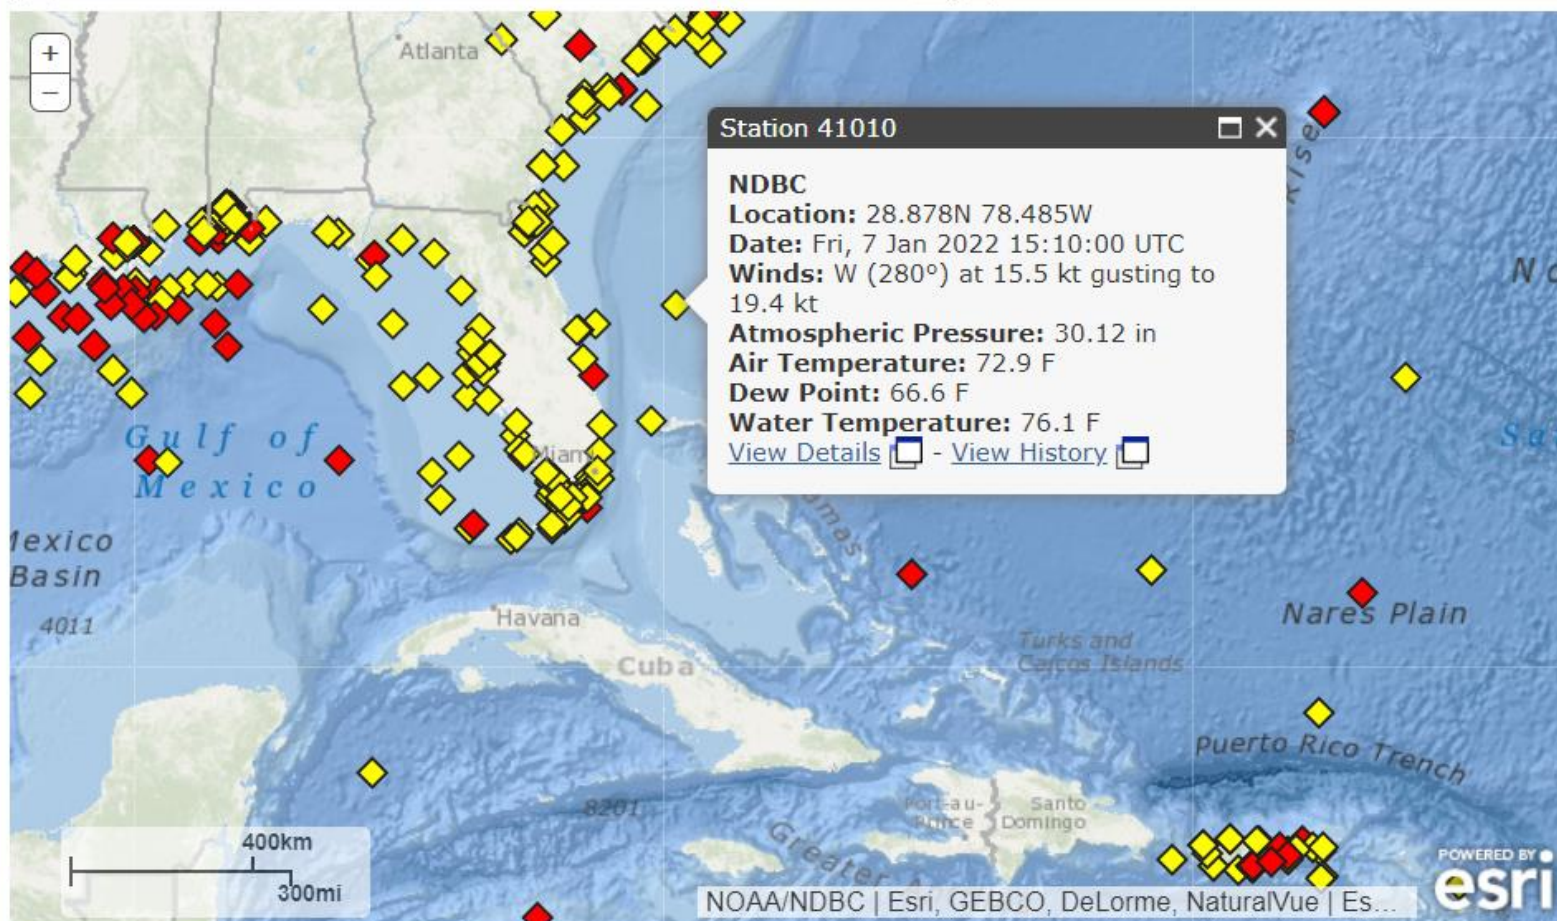 +
Atlanta
−
Station 41010
Rise
NDBC
Location: 28.878N 78.485W
Date: Fri, 7 Jan 2022 15:10:00 UTC
Winds: W (280º) at 15.5 kt gusting to
19.4 kt
Atmospheric Pressure: 30.12 in
Air Temperature: 72.9 F
Dew Point: 66.6 F
Water Temperature: 76.1 F
View Details - View History
Gulf of
Mexico
Miami
Basin
4011
Havana
Cuba
Nares Plain
Turks and
Caicos Islands
Puerto Rico Trench
8201
Port-au-
Prince
Santo
Domingo
Greater
400km
300mi
NOAA/NDBC | Esri, GEBCO, DeLorme, NaturalVue | Es...
POWERED BY
esri